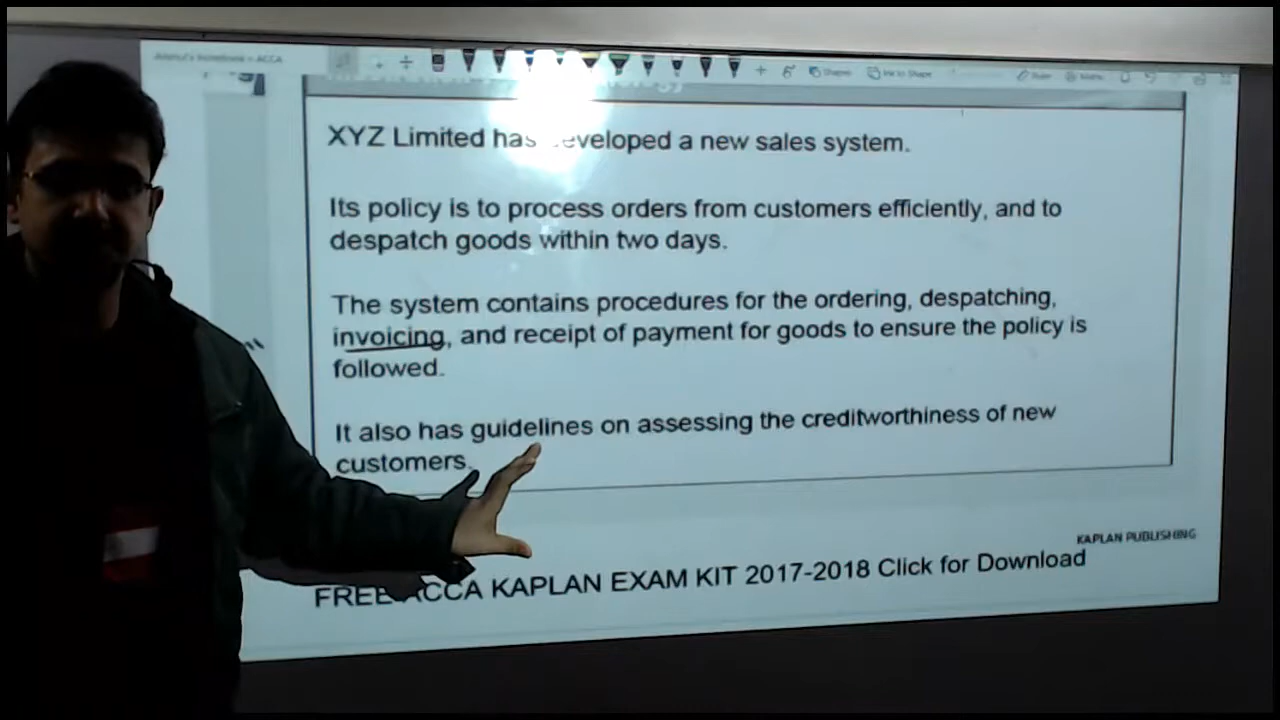 XYZ Limited has developed a new sales system.
Its policy is to process orders from customers efficiently, and to
despatch goods within two days.
The system contains procedures for the ordering, despatching,
invoicing, and receipt of payment for goods to ensure the policy is
followed.
It also has guidelines on assessing the creditworthiness of new
customers.
KAPLAN PUBLISHING
FREE ACCA KAPLAN EXAM KIT 2017-2018 Click for Download